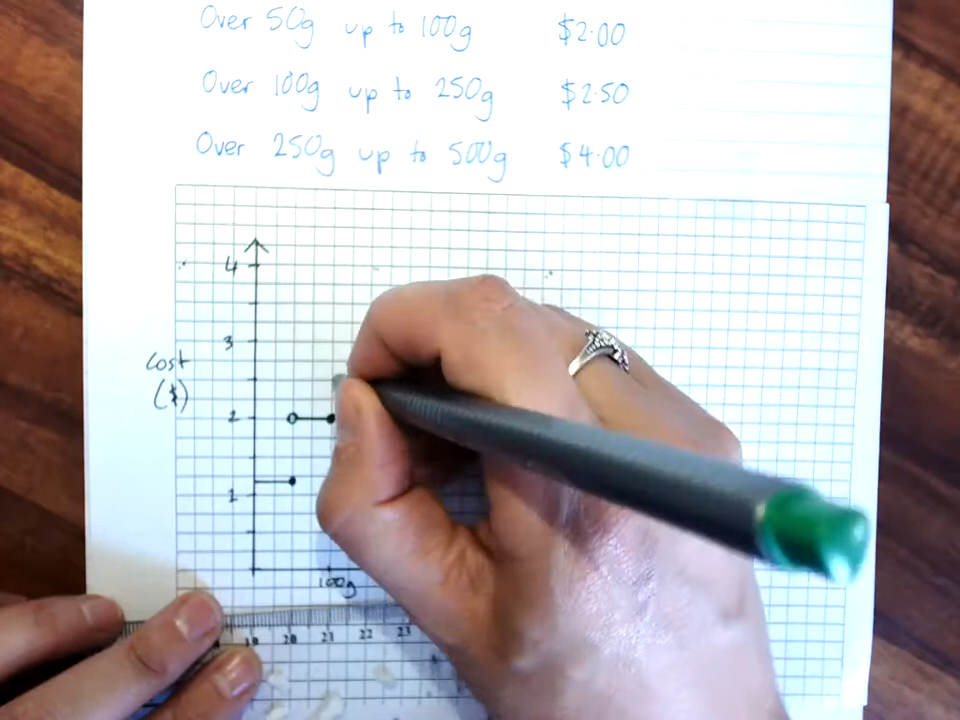 Over 50g up to 100g $2.00
Over 100g up to 250g $2.50
Over 250g up to 500g $4.00
4
3
Cost
($)
2
1
100g
19 20 21 22 23